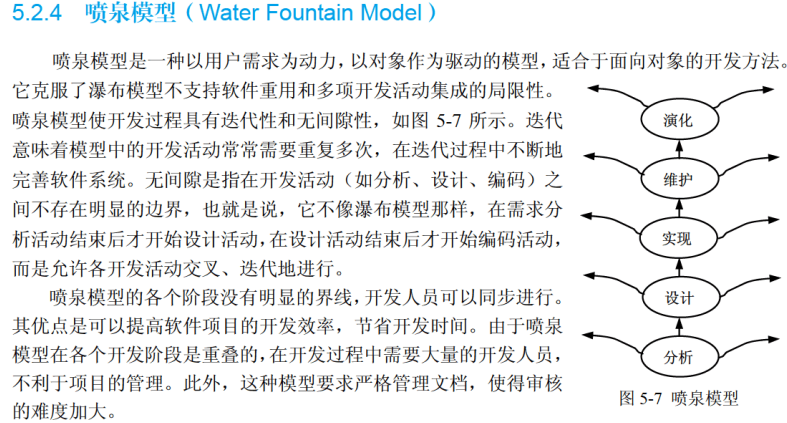 5.2.4 喷泉模型（Water Fountain Model）
喷泉模型是一种以用户需求为动力，以对象作为驱动的模型，适合于面向对象的开发方法。
它克服了瀑布模型不支持软件重用和多项开发活动集成的局限性。
喷泉模型使开发过程具有迭代性和无间隙性，如图 5-7 所示。迭代
意味着模型中的开发活动常常需要重复多次，在迭代过程中不断地
完善软件系统。无间隙是指在开发活动（如分析、设计、编码）之
间不存在明显的边界，也就是说，它不像瀑布模型那样，在需求分
析活动结束后才开始设计活动，在设计活动结束后才开始编码活动，
而是允许各开发活动交叉、迭代地进行。
喷泉模型的各个阶段没有明显的界线，开发人员可以同步进行。
其优点是可以提高软件项目的开发效率，节省开发时间。由于喷泉
模型在各个开发阶段是重叠的，在开发过程中需要大量的开发人员，
不利于项目的管理。此外，这种模型要求严格管理文档，使得审核
的难度加大。
演化
维护
实现
设计
分析
图 5-7 喷泉模型